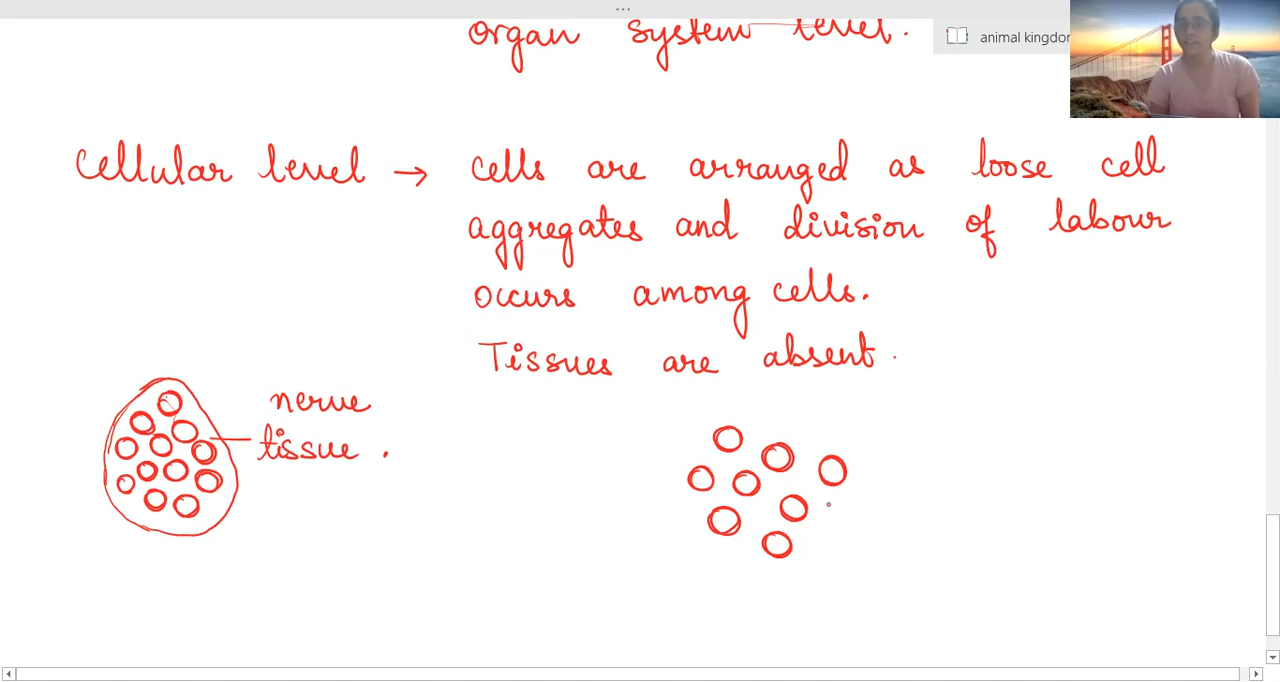 organ system level.
animal kingdo
Cellular level → cells are arranged as loose cell
aggregates and division of labour
occurs among cells.
Tissues are absent.
nerve
tissue.